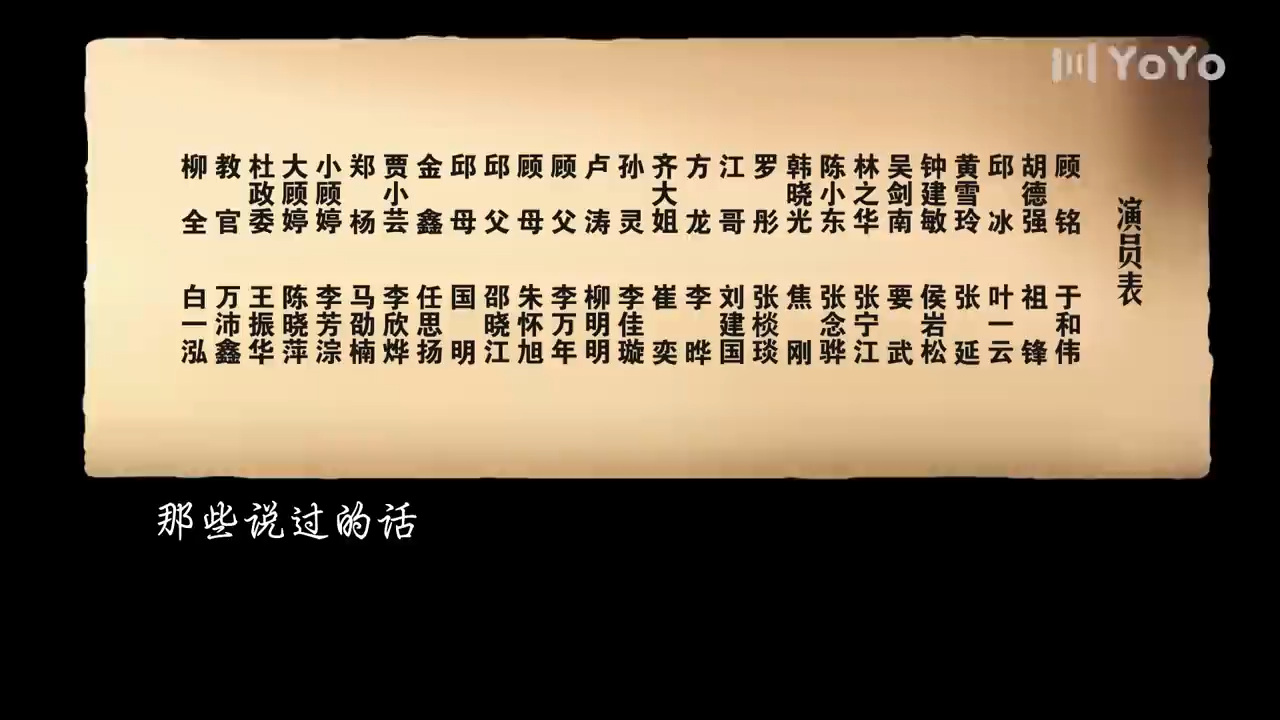 YoYo
演员表
顾铭 于和伟
胡德强 祖锋
邱冰 叶一云
黄雪玲 张延
钟建敏 侯岩松
吴剑南 要武
林之华 张宁江
陈小东 张念骅
韩晓光 焦刚
罗彤 张棪琰
江哥 刘建国
方龙 李晔
齐大姐 崔奕
孙灵 李佳璇
卢涛 柳明明
顾父 李万年
顾母 朱怀旭
邱父 邵晓江
邱母 国明
金鑫 任思扬
贾小芸 李欣烨
郑杨 马劭楠
小顾婷 李芳淙
大顾婷 陈晓萍
杜政委 王振华
教官 万沛鑫
柳全 白一泓
那些说过的话